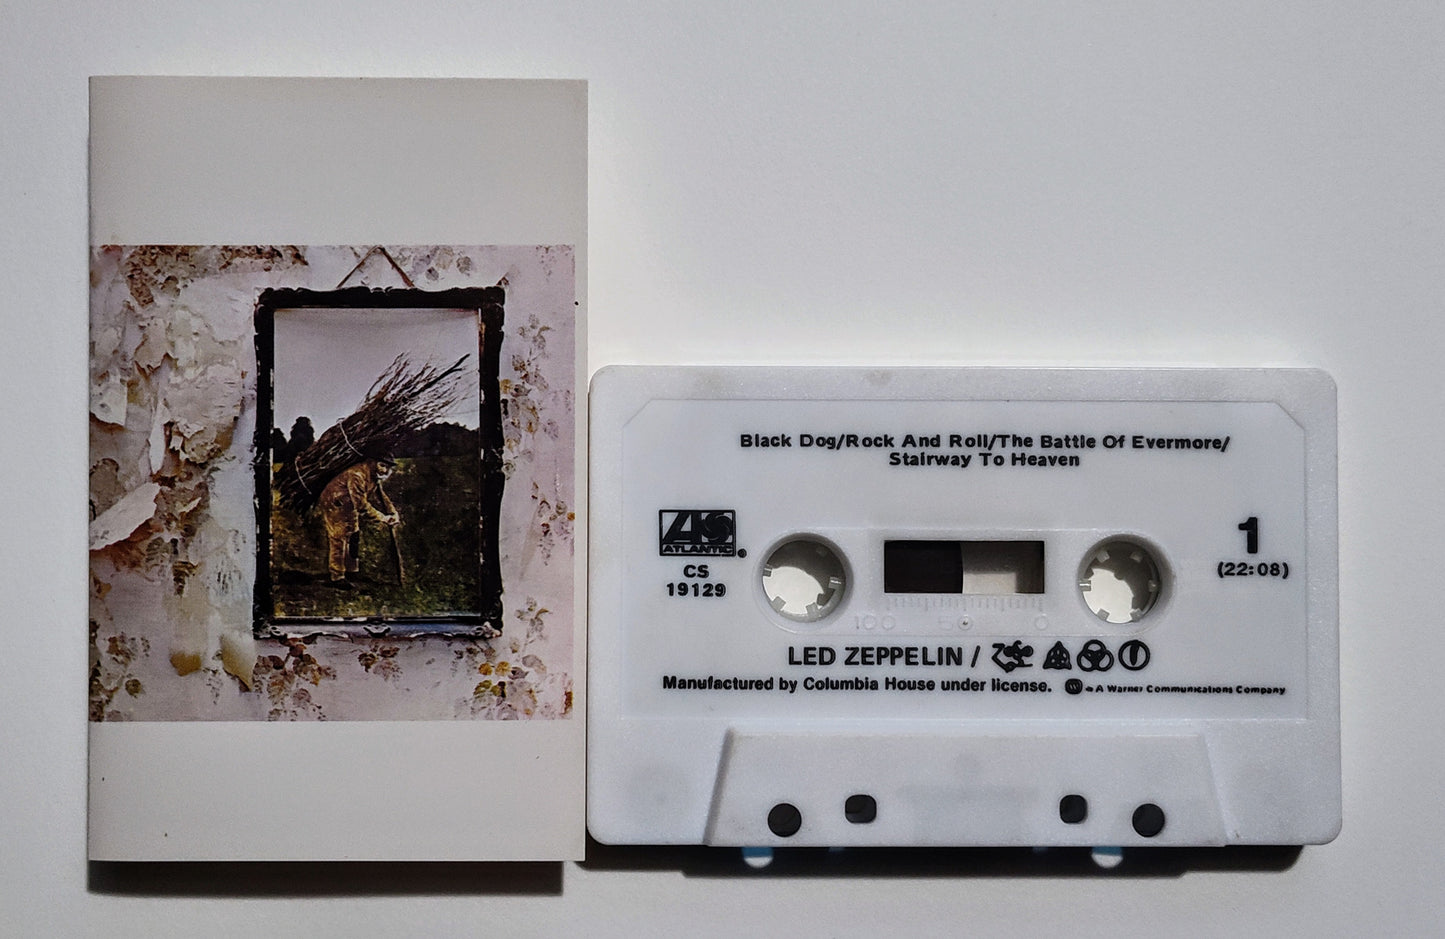 Black Dog/Rock And Roll/The Battle Of Evermore/
Stairway To Heaven
ATLANTIC
CS
19129
1
(22:08)
100 50 0
LED ZEPPELIN /
Manufactured by Columbia House under license. A Warner Communications Company